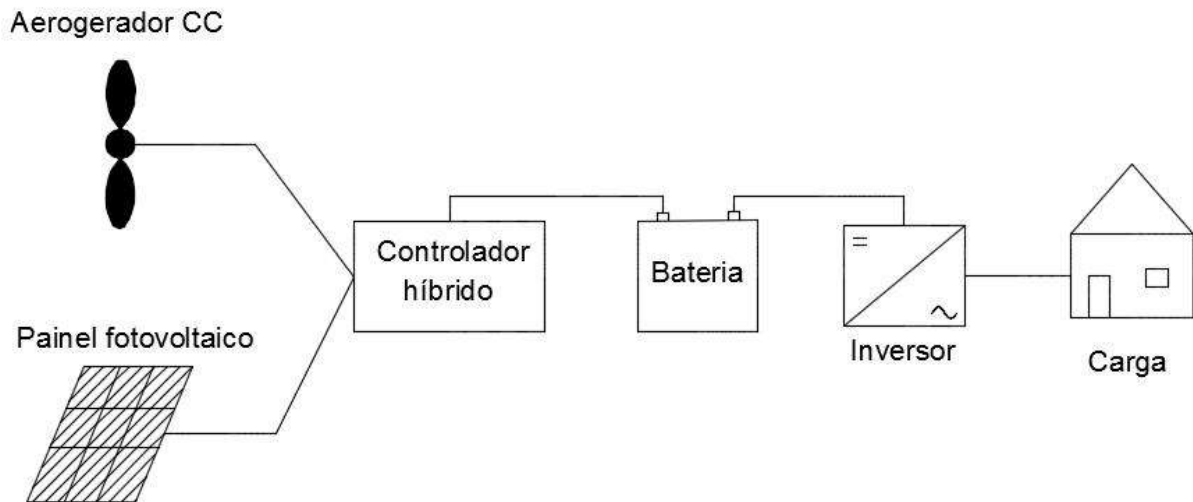 Aerogerador CC
Controlador
híbrido
Bateria
Painel fotovoltaico
Inversor
Carga